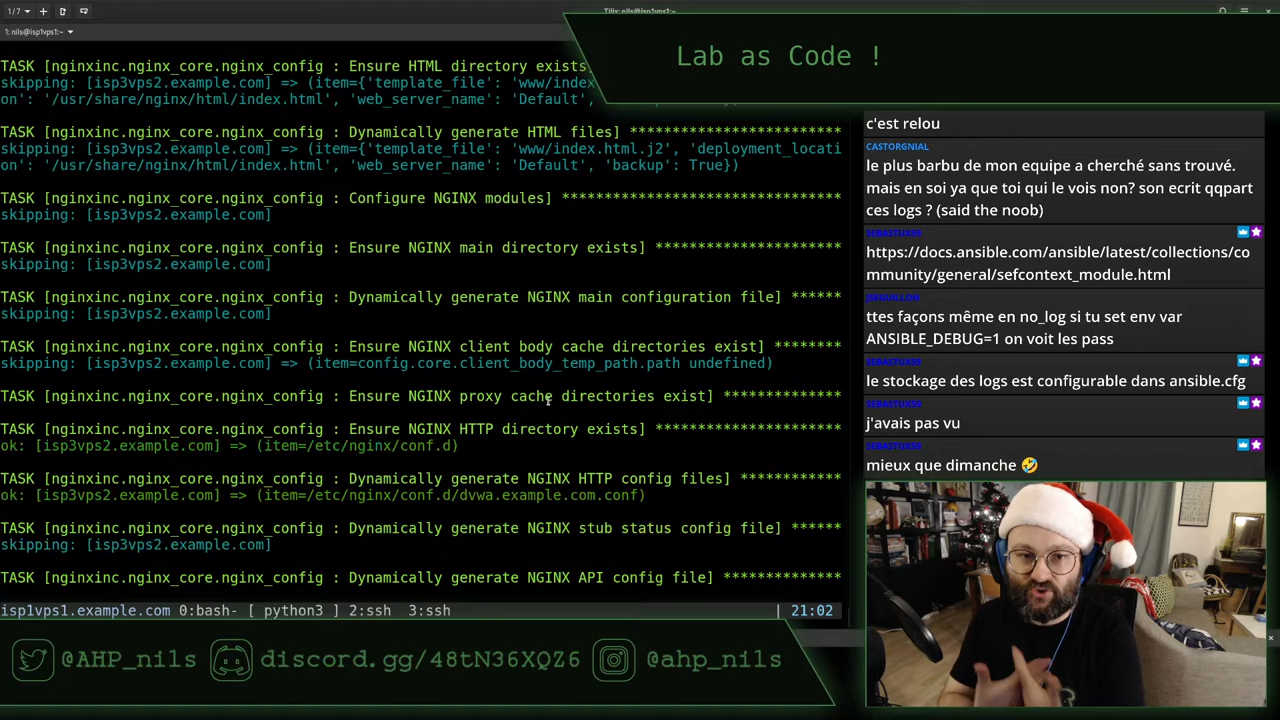 1/7
Tilix: nils@isp1vps1:~
1: nils@isp1vps1:~
Lab as Code !
TASK [nginxinc.nginx_core.nginx_config : Ensure HTML directory exists
skipping: [isp3vps2.example.com] => (item={'template_file': 'www/index
on': '/usr/share/nginx/html/index.html', 'web_server_name': 'Default',
TASK [nginxinc.nginx_core.nginx_config : Dynamically generate HTML files] *************************
skipping: [isp3vps2.example.com] => (item={'template_file': 'www/index.html.j2', 'deployment_locati
on': '/usr/share/nginx/html/index.html', 'web_server_name': 'Default', 'backup': True})
TASK [nginxinc.nginx_core.nginx_config : Configure NGINX modules] *********************************
skipping: [isp3vps2.example.com]
TASK [nginxinc.nginx_core.nginx_config : Ensure NGINX main directory exists] **********************
skipping: [isp3vps2.example.com]
TASK [nginxinc.nginx_core.nginx_config : Dynamically generate NGINX main configuration file] ******
skipping: [isp3vps2.example.com]
TASK [nginxinc.nginx_core.nginx_config : Ensure NGINX client body cache directories exist] ********
skipping: [isp3vps2.example.com] => (item=config.core.client_body_temp_path.path undefined)
TASK [nginxinc.nginx_core.nginx_config : Ensure NGINX proxy cache directories exist] **************
TASK [nginxinc.nginx_core.nginx_config : Ensure NGINX HTTP directory exists] **********************
ok: [isp3vps2.example.com] => (item=/etc/nginx/conf.d)
TASK [nginxinc.nginx_core.nginx_config : Dynamically generate NGINX HTTP config files] ************
ok: [isp3vps2.example.com] => (item=/etc/nginx/conf.d/dvwa.example.com.conf)
TASK [nginxinc.nginx_core.nginx_config : Dynamically generate NGINX stub status config file] ******
skipping: [isp3vps2.example.com]
TASK [nginxinc.nginx_core.nginx_config : Dynamically generate NGINX API config file] **************
isp1vps1.example.com 0:bash- [ python3 ] 2:ssh  3:ssh | 21:02
c'est relou
CASTORGNIAL
le plus barbu de mon equipe a cherché sans trouvé.
mais en soi ya que toi qui le vois non? son ecrit qqpart
ces logs ? (said the noob)
SEBASTUX59
https://docs.ansible.com/ansible/latest/collections/co
mmunity/general/sefcontext_module.html
JSEGUILLON
ttes façons même en no_log si tu set env var
ANSIBLE_DEBUG=1 on voit les pass
SEBASTUX59
le stockage des logs est configurable dans ansible.cfg
SEBASTUX59
j'avais pas vu
SEBASTUX59
mieux que dimanche 🤣
@AHP_nils
discord.gg/48tN36XQZ6
@ahp_nils